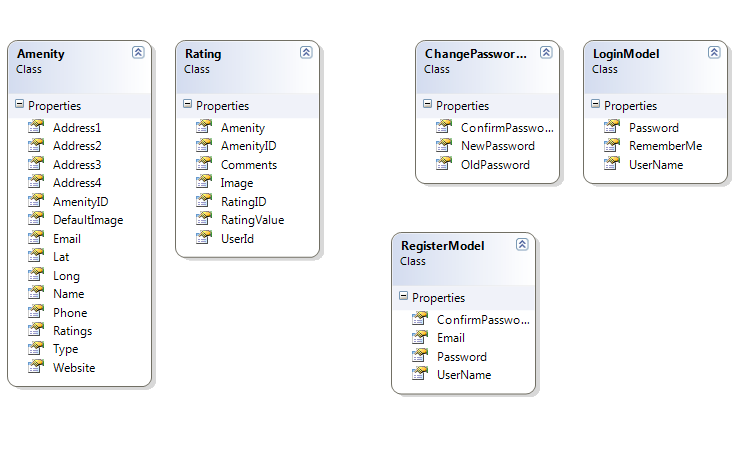 Amenity
Class
Properties
Address1
Address2
Address3
Address4
AmenityID
DefaultImage
Email
Lat
Long
Name
Phone
Ratings
Type
Website
Rating
Class
Properties
Amenity
AmenityID
Comments
Image
RatingID
RatingValue
UserId
ChangePasswor...
Class
Properties
ConfirmPasswo...
NewPassword
OldPassword
LoginModel
Class
Properties
Password
RememberMe
UserName
RegisterModel
Class
Properties
ConfirmPasswo...
Email
Password
UserName